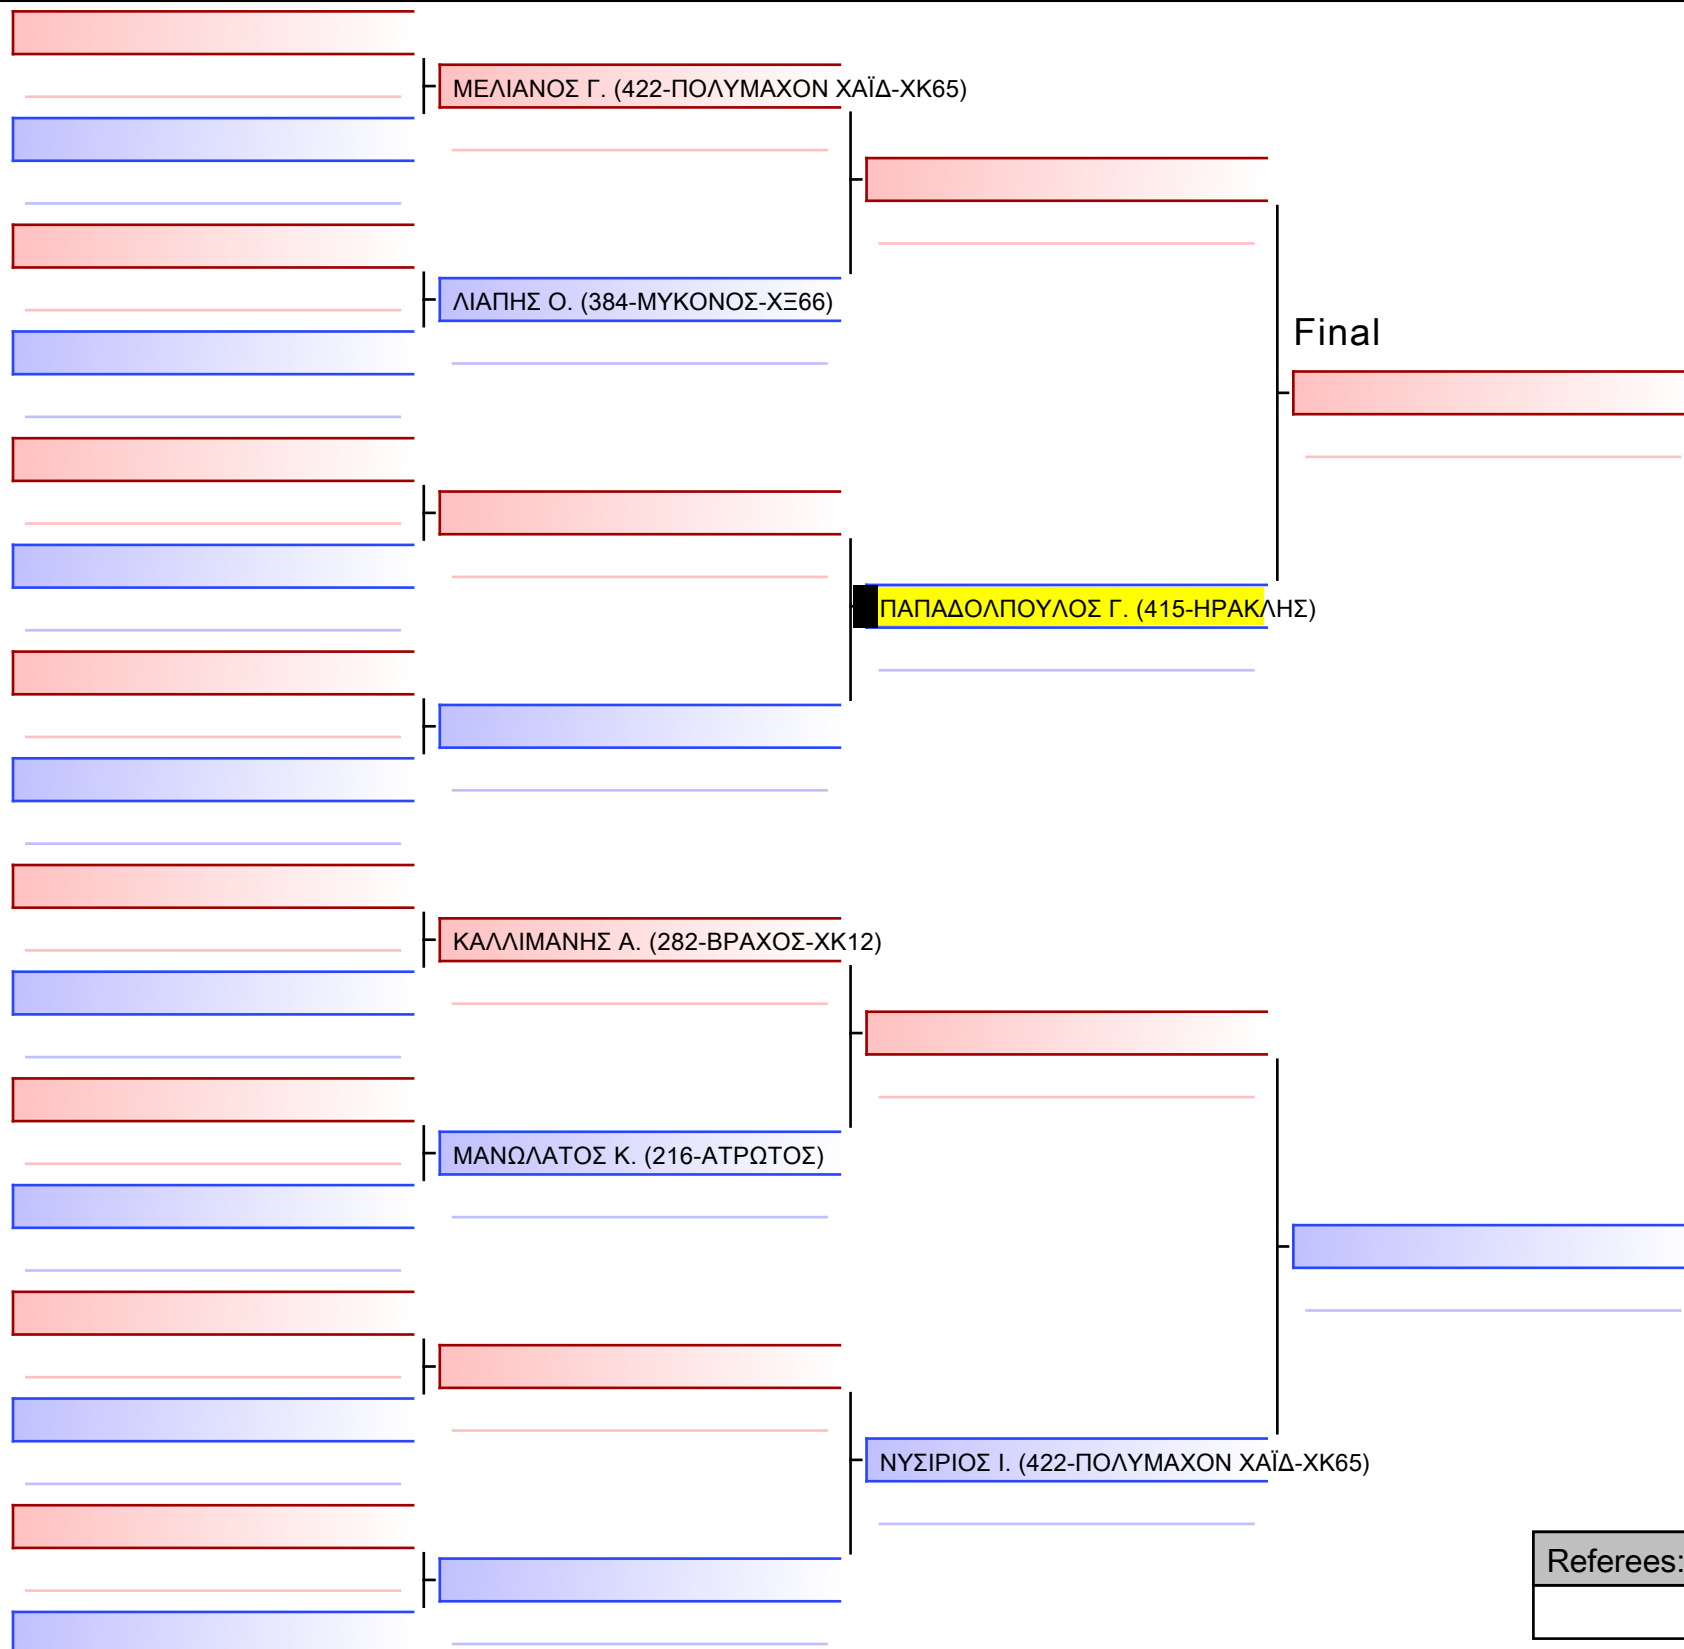 ΜΕΛΙΑΝΟΣ Γ. (422-ΠΟΛΥΜΑΧΟΝ ΧΑΪΔ-ΧΚ65)
ΛΙΑΠΗΣ Ο. (384-ΜΥΚΟΝΟΣ-ΧΞ66)
Final
ΠΑΠΑΔΟΛΠΟΥΛΟΣ Γ. (415-ΗΡΑΚΛΗΣ)
ΚΑΛΛΙΜΑΝΗΣ Α. (282-ΒΡΑΧΟΣ-ΧΚ12)
ΜΑΝΩΛΑΤΟΣ Κ. (216-ΑΤΡΩΤΟΣ)
ΝΥΣΙΡΙΟΣ Ι. (422-ΠΟΛΥΜΑΧΟΝ ΧΑΪΔ-ΧΚ65)
Referees: